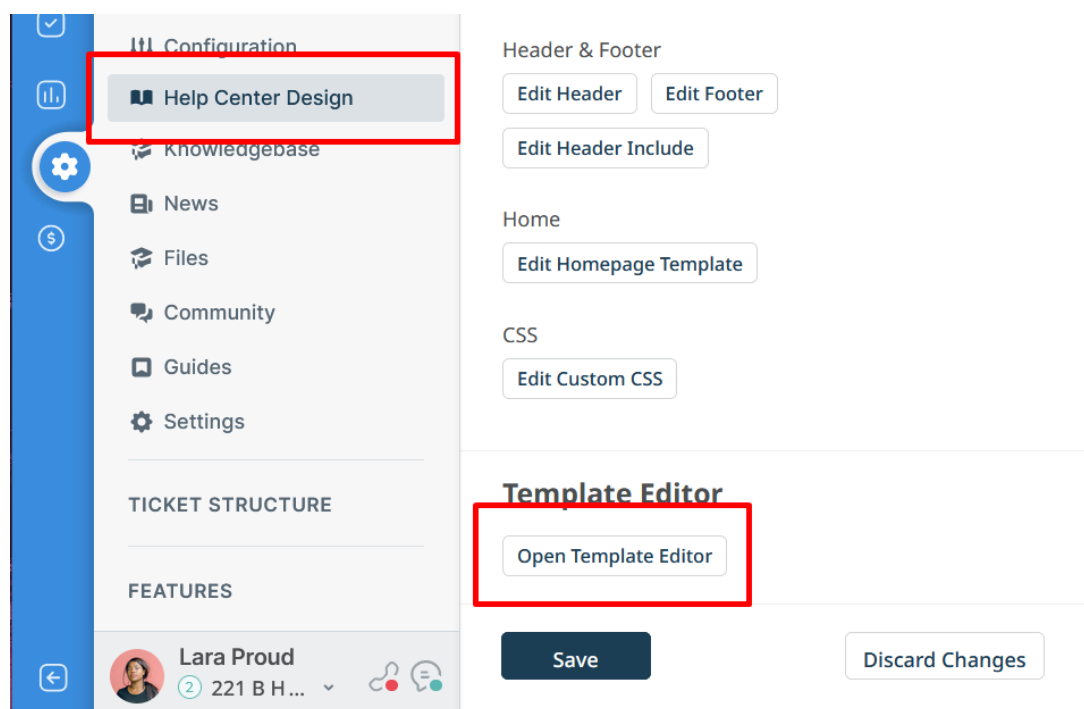 Configuration
Help Center Design
Knowledgebase
News
Files
Community
Guides
Settings
TICKET STRUCTURE
FEATURES
Lara Proud
2 221 B H...
Header & Footer
Edit Header Edit Footer
Edit Header Include
Home
Edit Homepage Template
CSS
Edit Custom CSS
Template Editor
Open Template Editor
Save Discard Changes